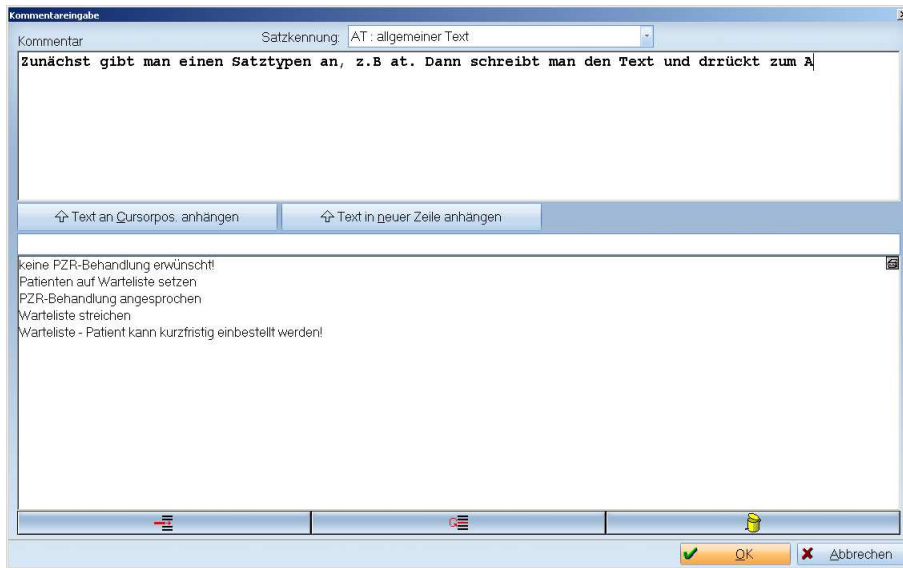 Kommentareingabe
Kommentar Satzkennung: AT : allgemeiner Text
Zunächst gibt man einen Satztypen an, z.B at. Dann schreibt man den Text und drrückt zum A
Text an Cursorpos. anhängen Text in neuer Zeile anhängen
keine PZR-Behandlung erwünscht!
Patienten auf Warteliste setzen
PZR-Behandlung angesprochen
Warteliste streichen
Warteliste - Patient kann kurzfristig einbestellt werden!
OK Abbrechen